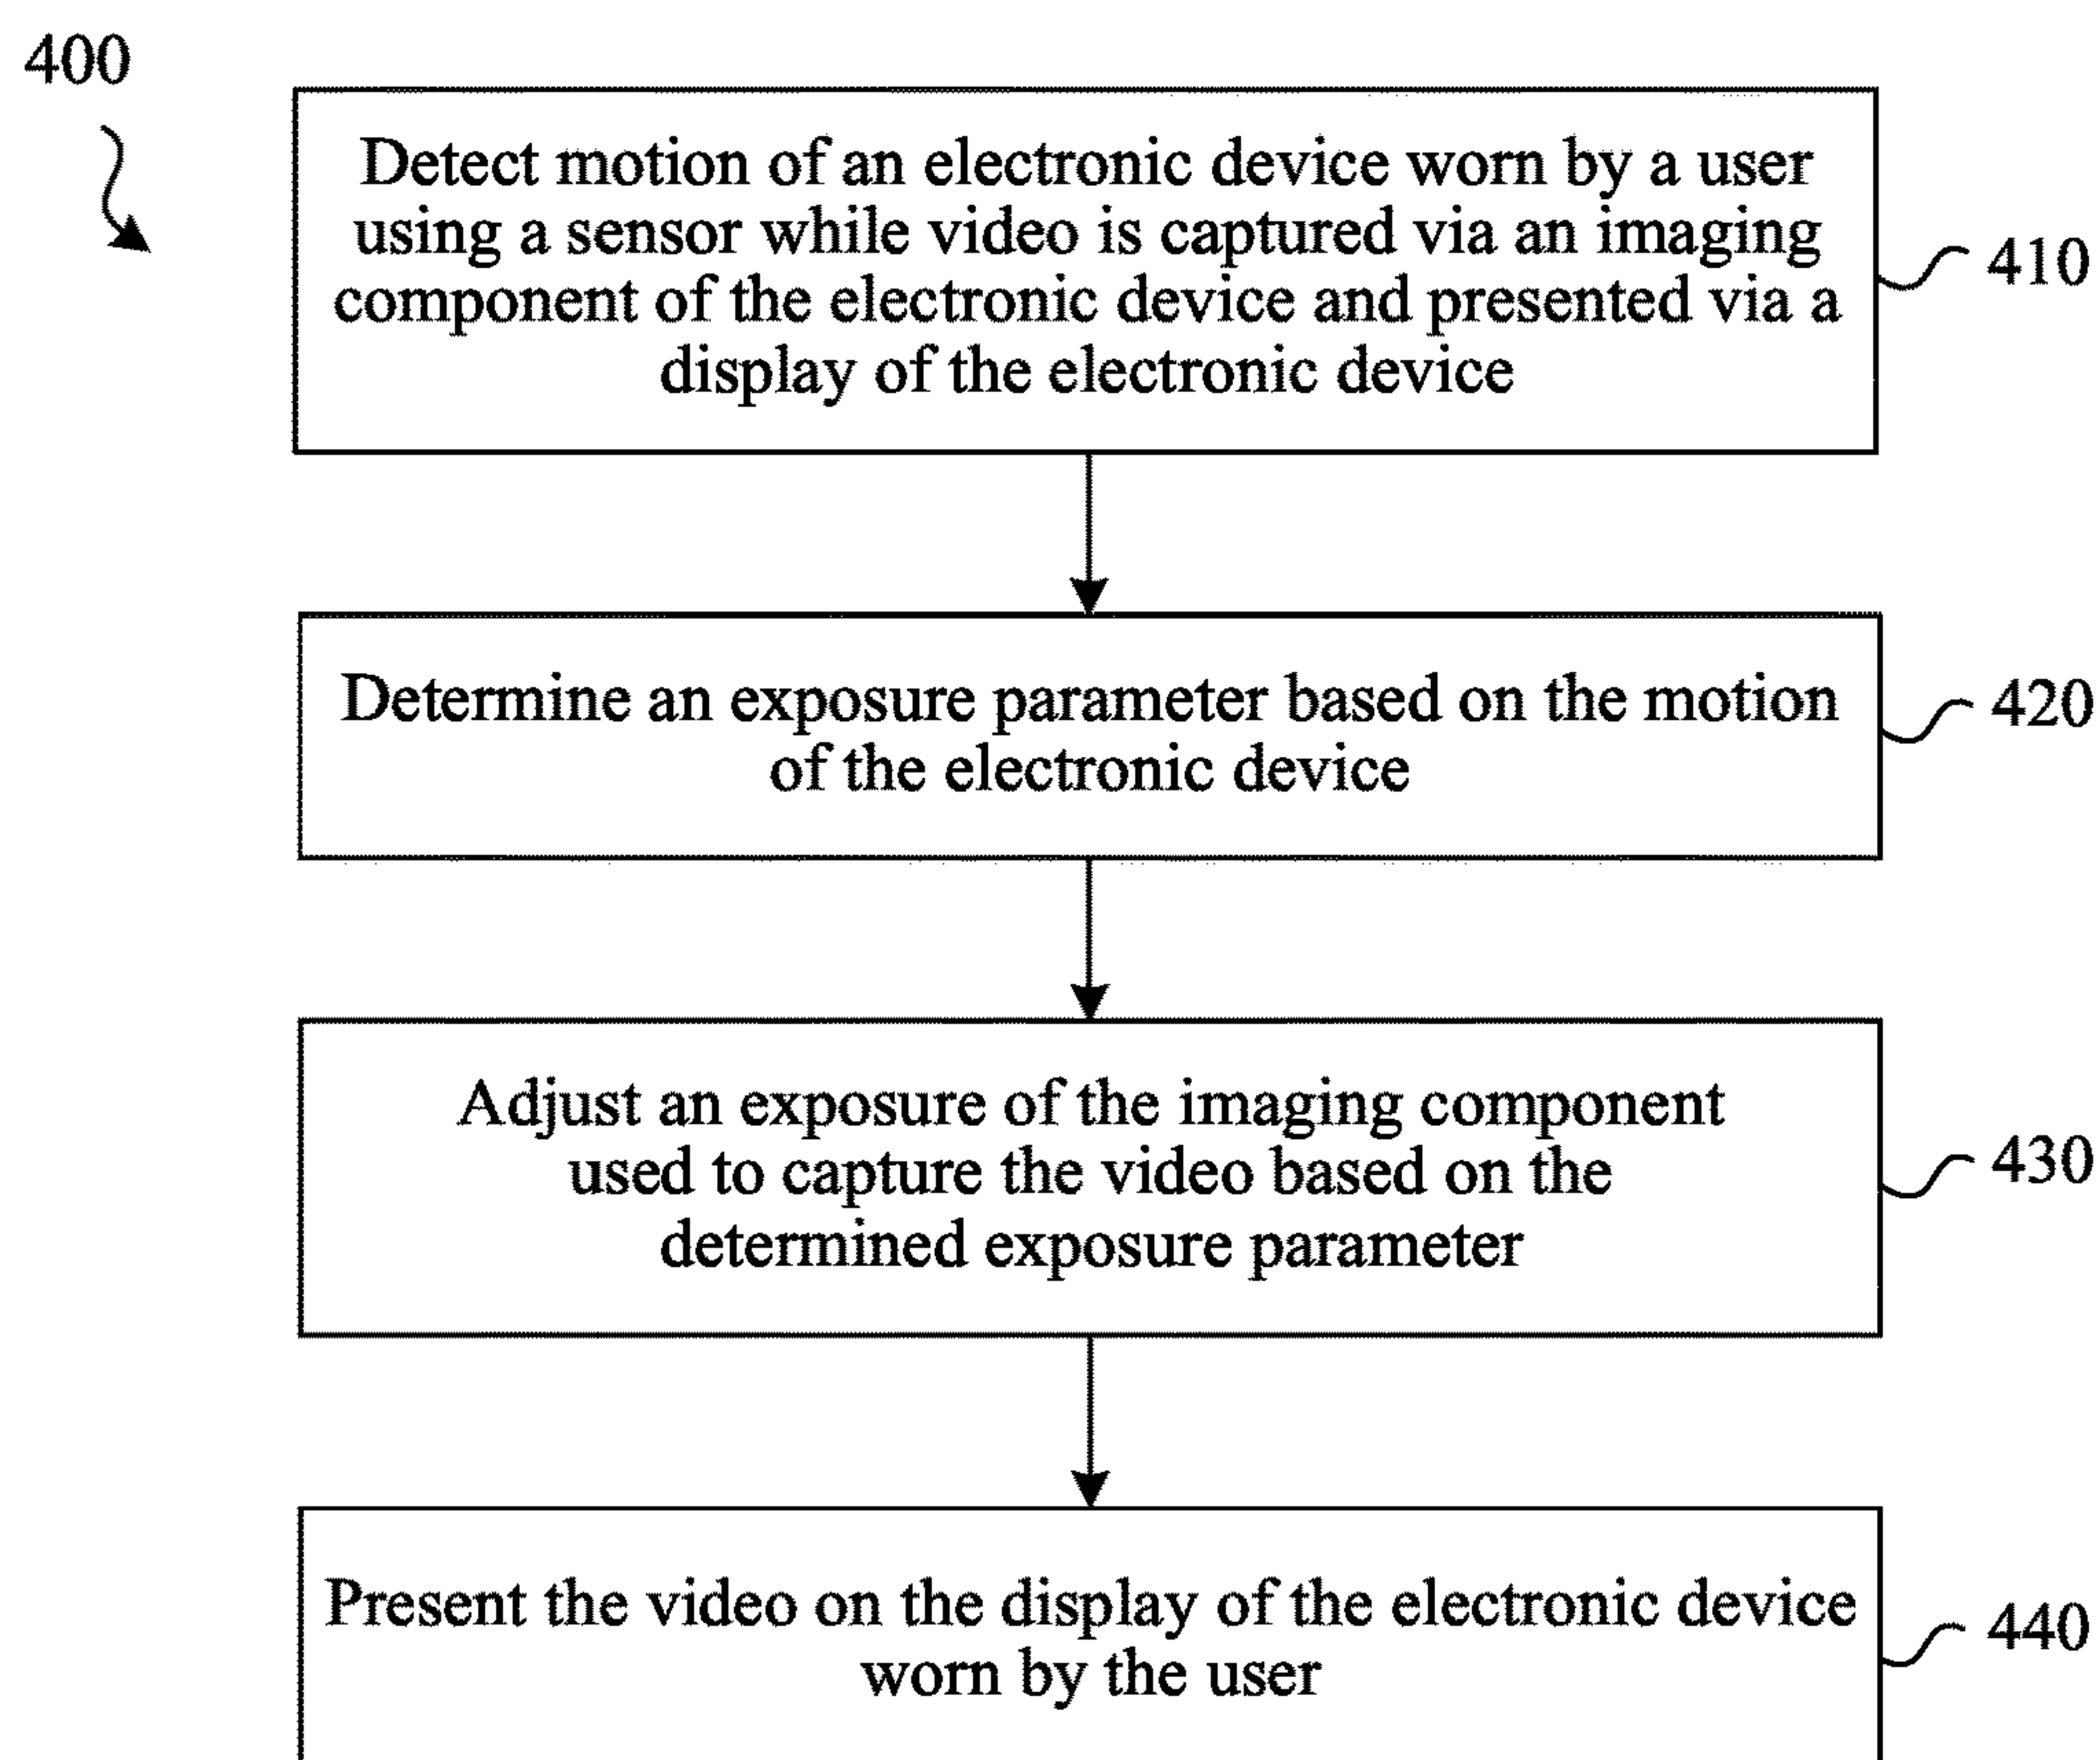 400
Detect motion of an electronic device worn by a user
using a sensor while video is captured via an imaging
component of the electronic device and presented via a
display of the electronic device
410
Determine an exposure parameter based on the motion
of the electronic device
420
Adjust an exposure of the imaging component
used to capture the video based on the
determined exposure parameter
430
Present the video on the display of the electronic device
worn by the user
440